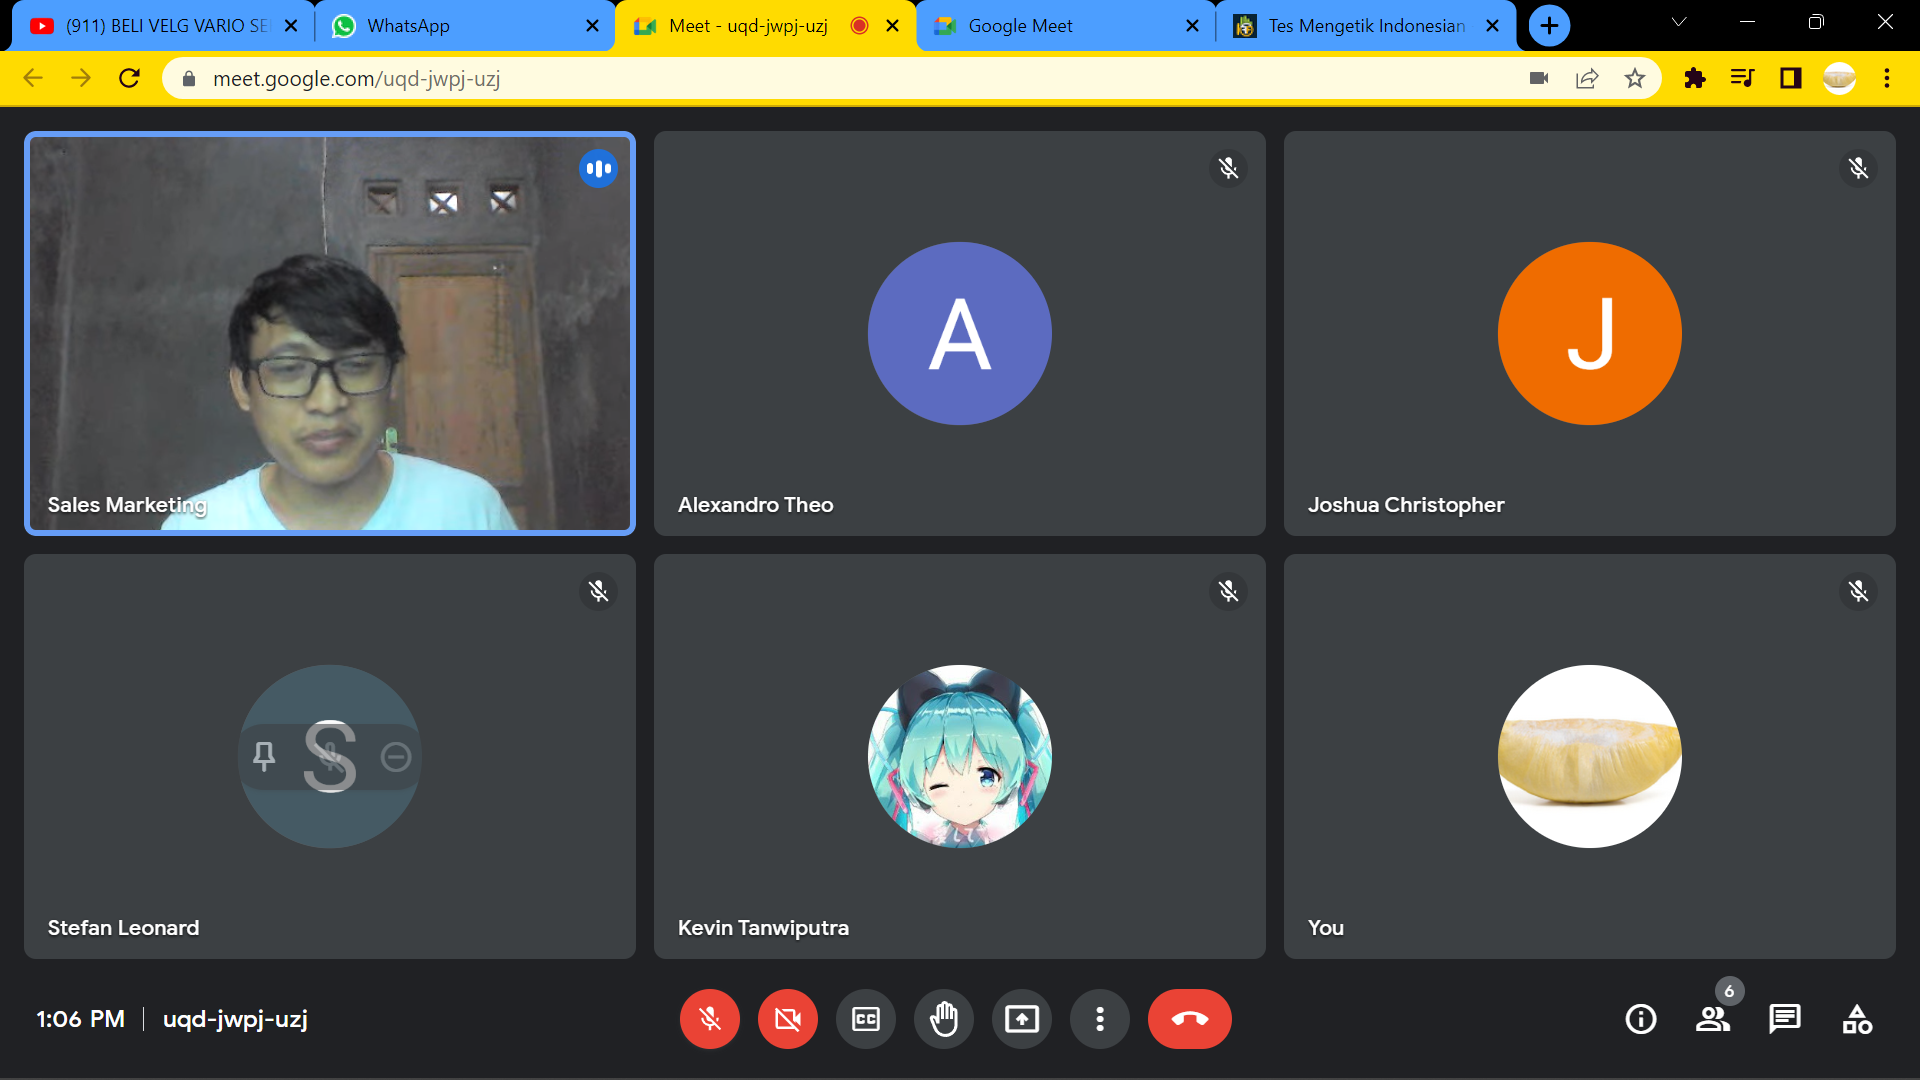 (911) BELI VELG VARIO SE
WhatsApp
Meet - uqd-jwpj-uzj
Google Meet
Tes Mengetik Indonesian
meet.google.com/uqd-jwpj-uzj
A
J
Sales Marketing
Alexandro Theo
Joshua Christopher
S
Stefan Leonard
Kevin Tanwiputra
You
1:06 PM
uqd-jwpj-uzj
CC
6